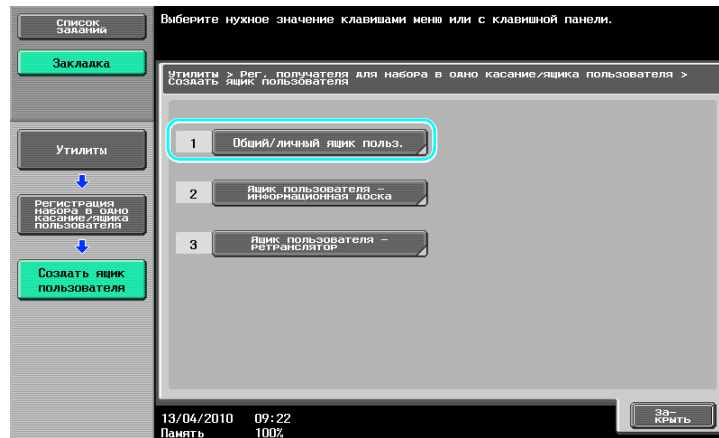 Список
заданий
Выберите нужное значение клавишами меню или с клавишной панели.
Закладка
Утилиты > Рег. получателя для набора в одно касание/ящика пользователя >
Создать ящик пользователя
1 Общий/личный ящик польз.
Утилиты
2 Ящик пользователя -
информационная доска
Регистрация
набора в одно
касание/ящика
пользователя
3 Ящик пользователя -
ретранслятор
Создать ящик
пользователя
За-
крыть
13/04/2010 09:22
Память 100%